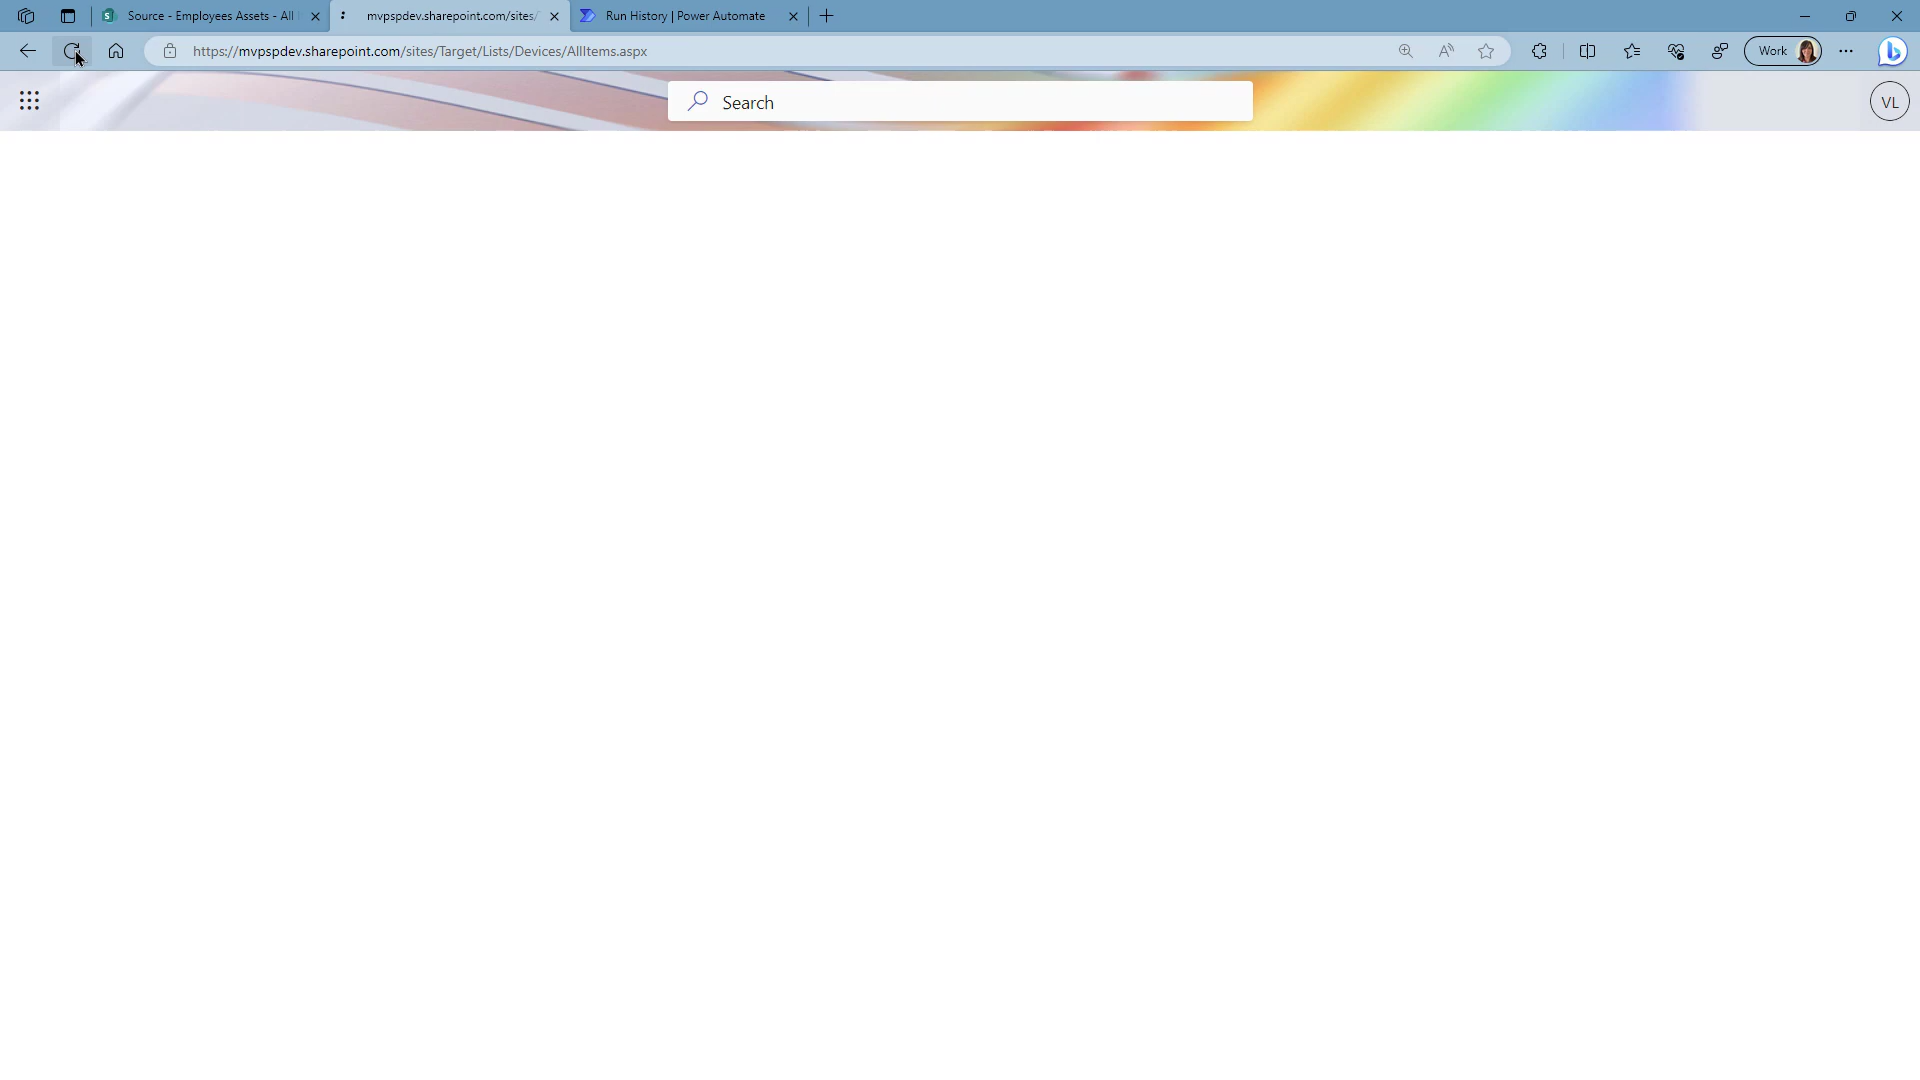 Source - Employees Assets - All
mvpspdev.sharepoint.com/sites/
Run History | Power Automate
https://mvpspdev.sharepoint.com/sites/Target/Lists/Devices/AllItems.aspx
Work
Search
VL